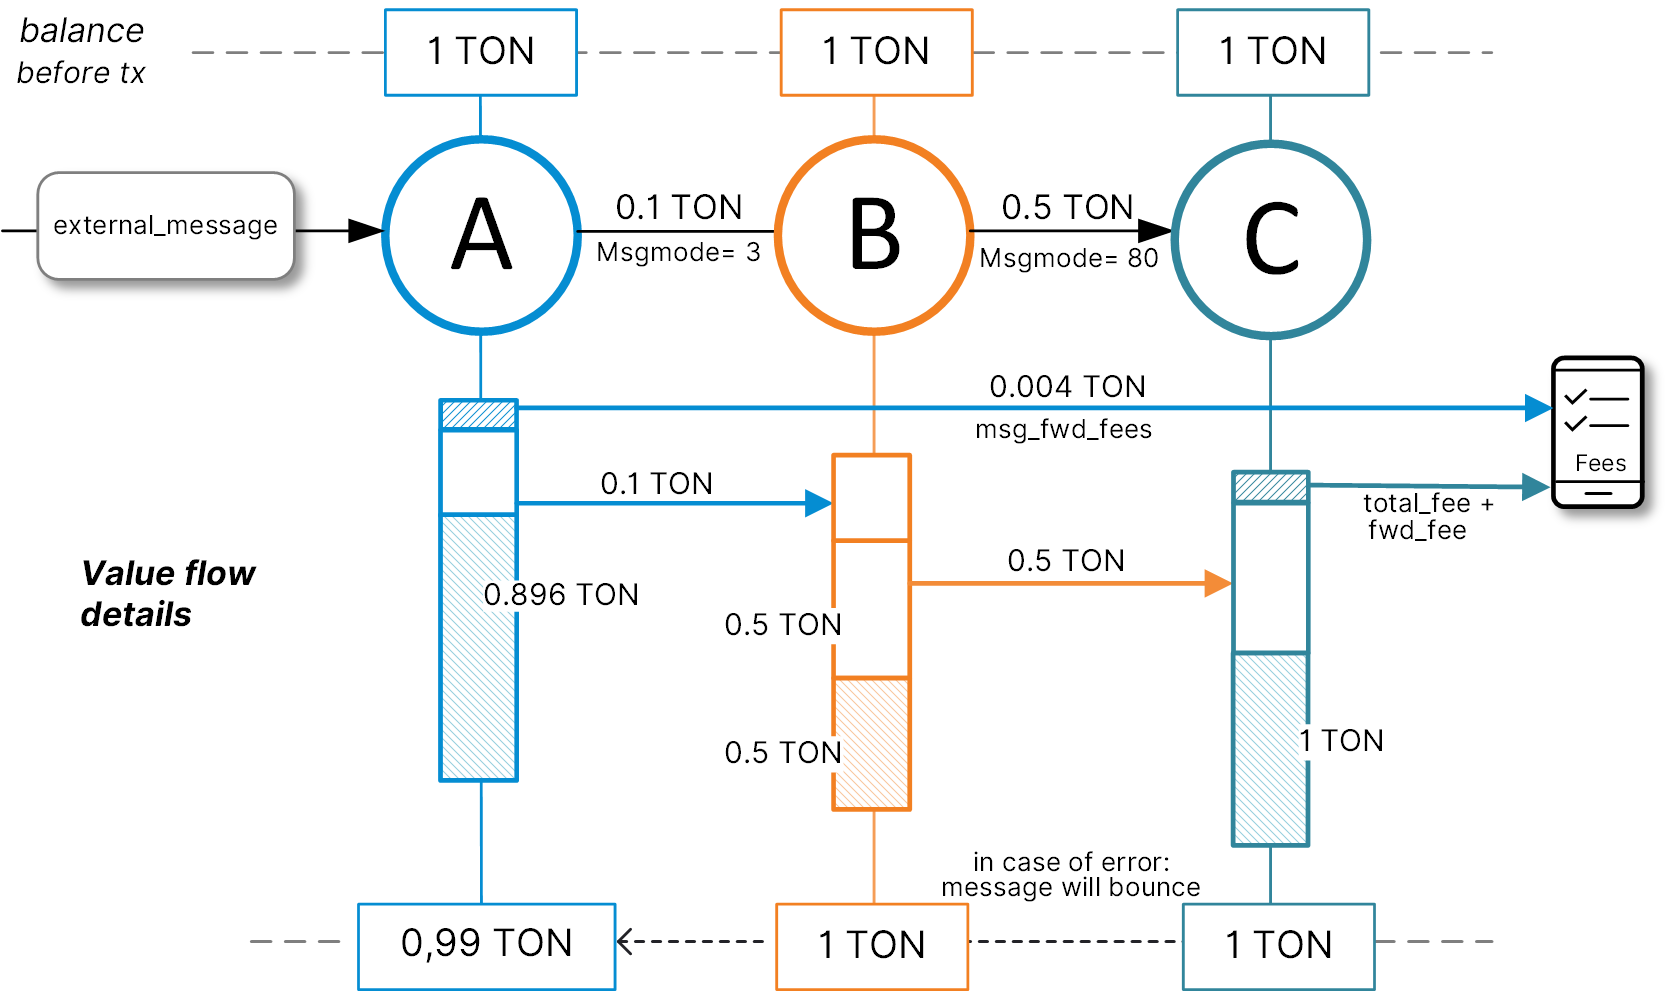 balance
before tx
1 TON
1 TON
1 TON
external_message
A
0.1 TON
Msgmode= 3
B
0.5 TON
Msgmode= 80
C
0.004 TON
msg_fwd_fees
Fees
0.1 TON
total_fee +
fwd_fee
0.5 TON
Value flow
details
0.896 TON
0.5 TON
0.5 TON
1 TON
in case of error:
message will bounce
0,99 TON
1 TON
1 TON